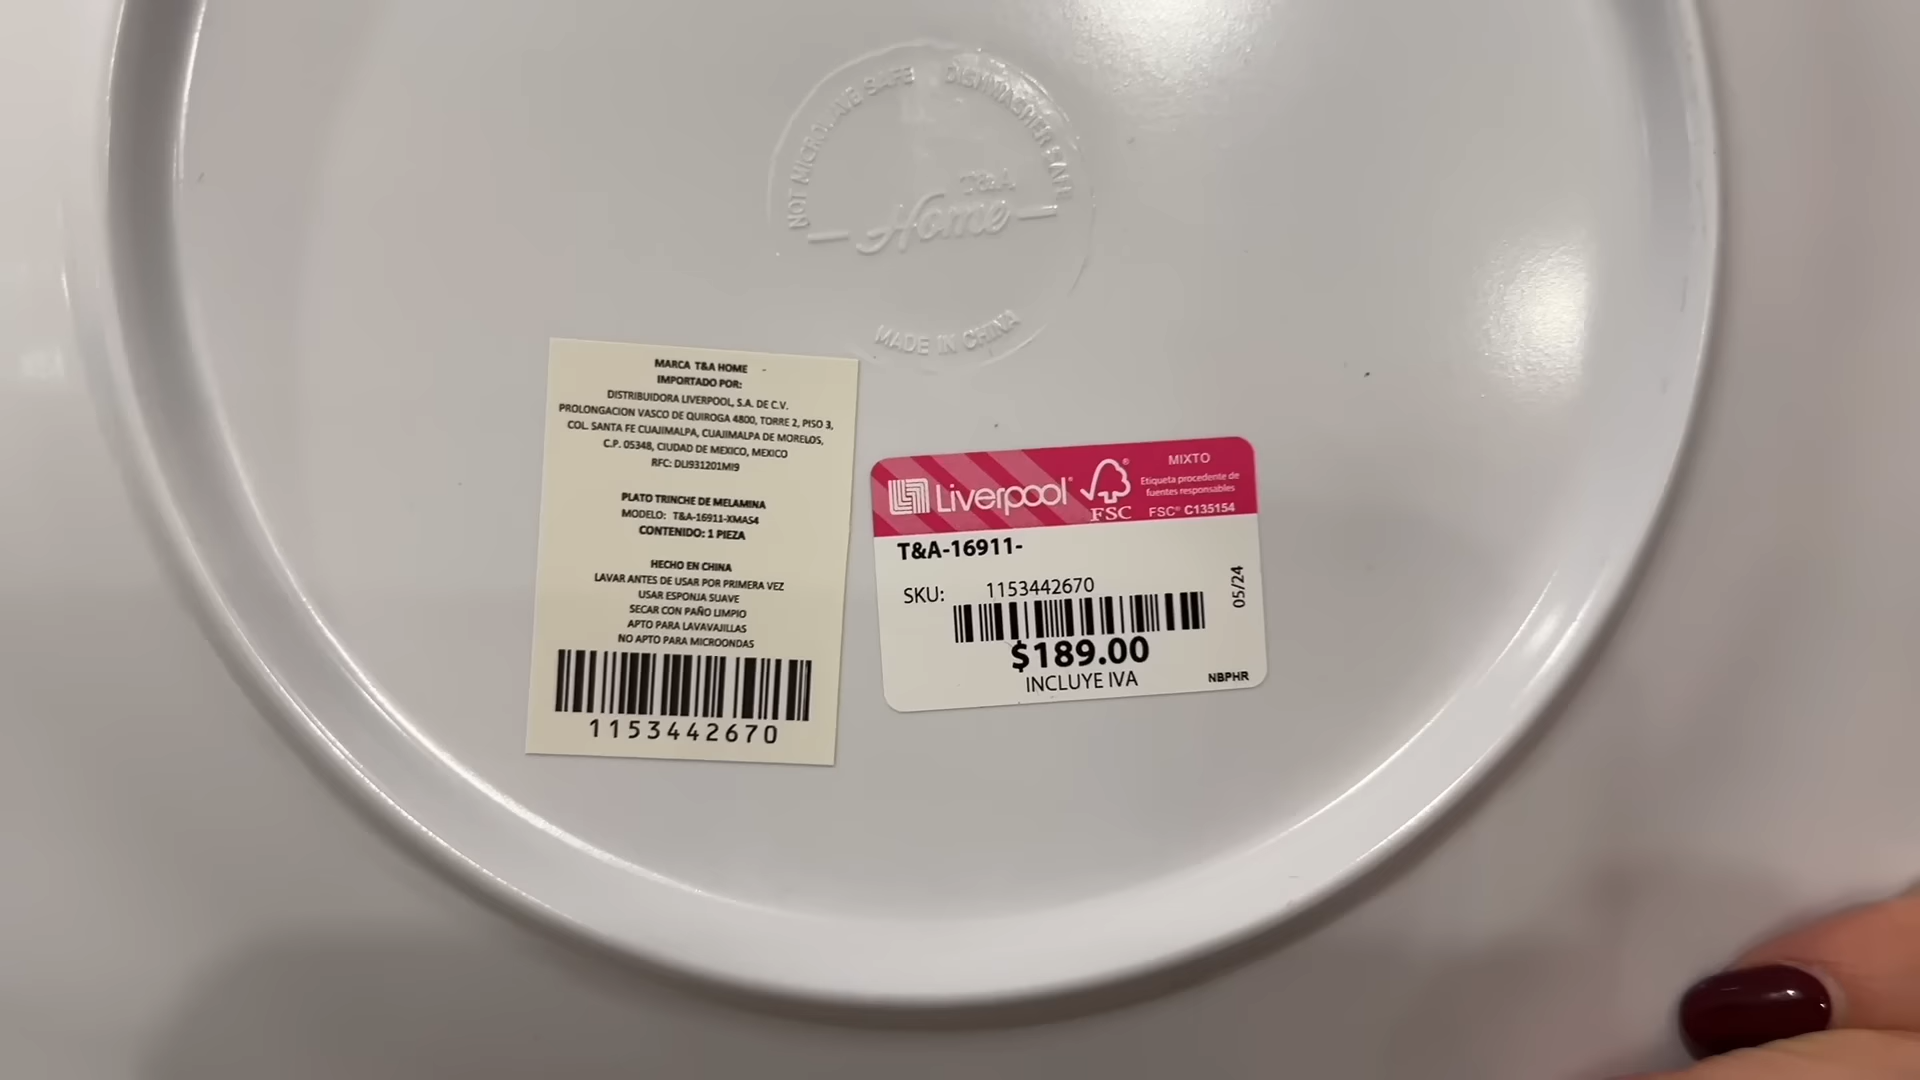 NOT MICROWAVE SAFE DISHWASHER SAFE
T&A
Home
MADE IN CHINA
MARCA T&A HOME
IMPORTADO POR:
DISTRIBUIDORA LIVERPOOL, S.A. DE C.V.
PROLONGACION VASCO DE QUIROGA 4800, TORRE 2, PISO 3,
COL. SANTA FE CUAJIMALPA, CUAJIMALPA DE MORELOS,
C.P. 05348, CIUDAD DE MEXICO, MEXICO
RFC: DLI931201MI9
PLATO TRINCHE DE MELAMINA
MODELO: T&A-16911-XMAS4
CONTENIDO: 1 PIEZA
HECHO EN CHINA
LAVAR ANTES DE USAR POR PRIMERA VEZ
USAR ESPONJA SUAVE
SECAR CON PAÑO LIMPIO
APTO PARA LAVAVAJILLAS
NO APTO PARA MICROONDAS
1153442670
Liverpool®
FSC
MIXTO
Etiqueta procedente de
fuentes responsables
FSC® C135154
T&A-16911-
SKU: 1153442670
05/24
$189.00
INCLUYE IVA
NBPHR